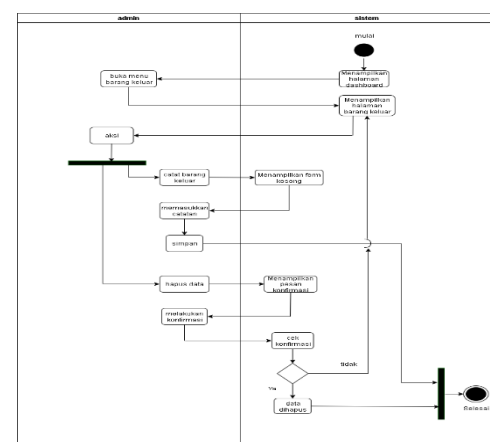 admin
sistem
mulai
Menampilkan
halaman
dashboard
buka menu
barang keluar
Menampilkan
halaman
barang keluar
aksi
catat barang
keluar
Menampilkan form
kosong
memasukkan
catatan
simpan
hapus data
Menampilkan
pesan
konfirmasi
melakukan
konfirmasi
cek
konfirmasi
tidak
Ya
data
dihapus
Selesai